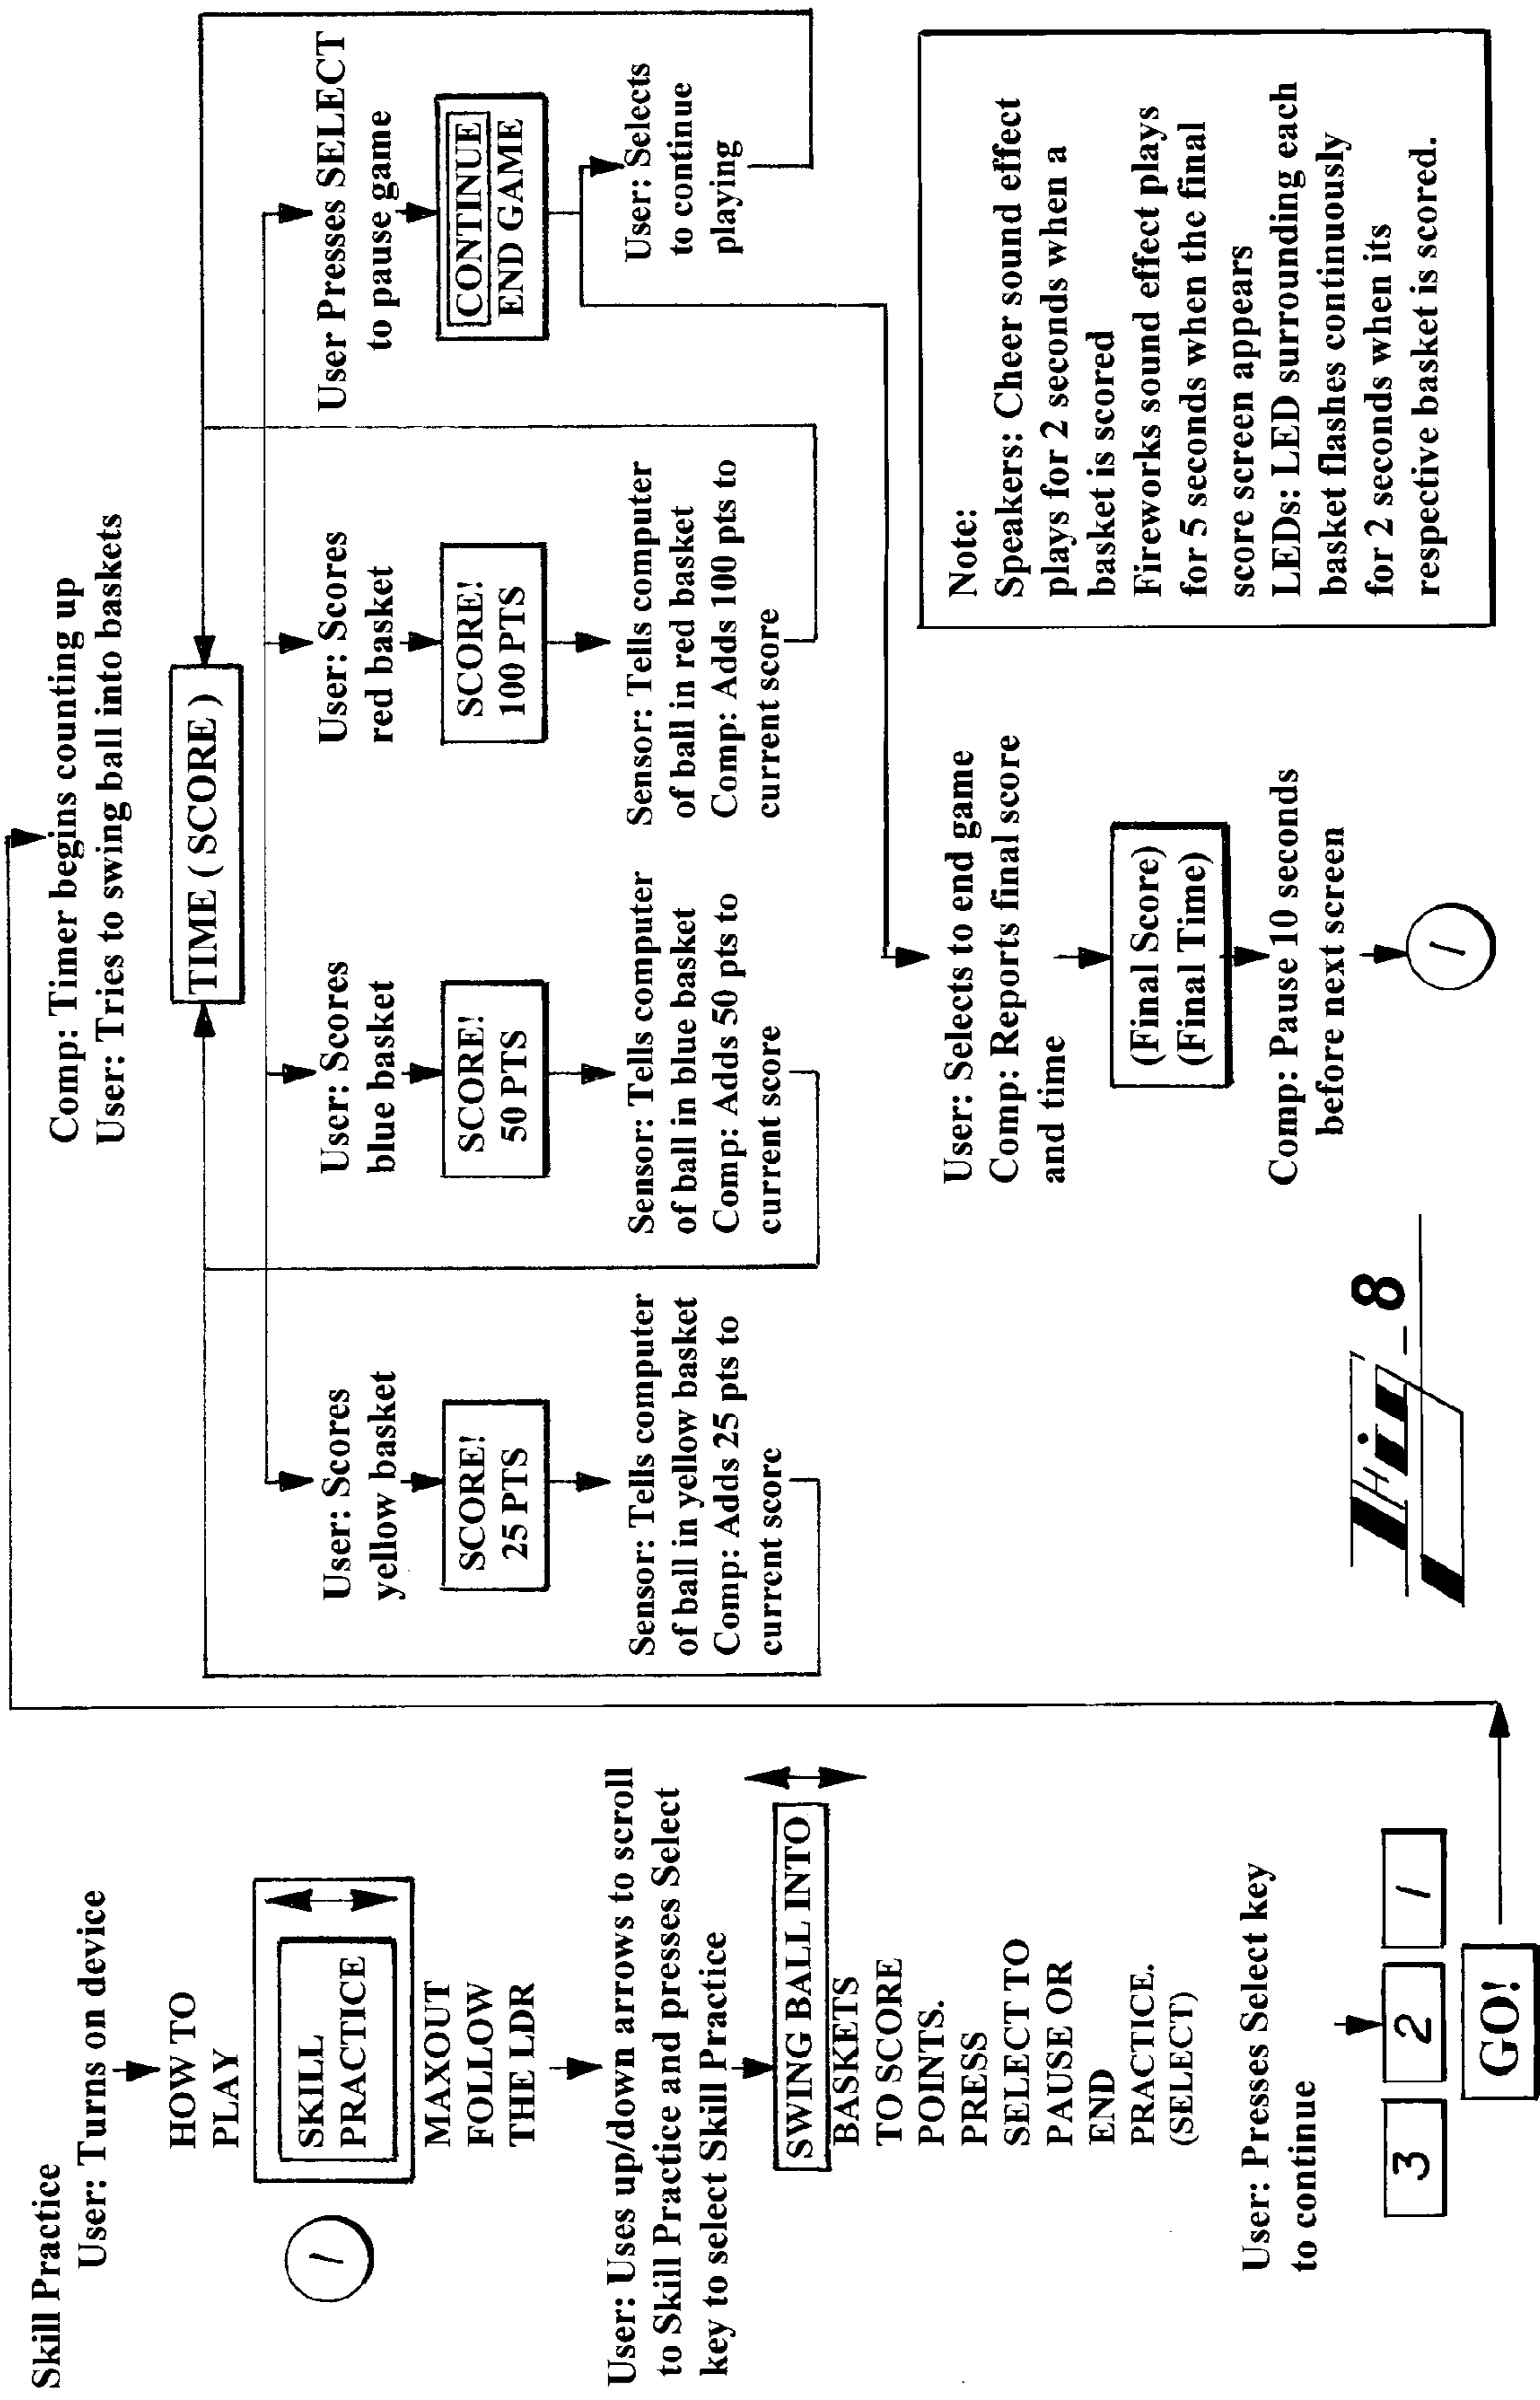 Skill Practice
User: Turns on device
HOW TO
PLAY
SKILL
PRACTICE
1
MAXOUT
FOLLOW
THE LDR
User: Uses up/down arrows to scroll
to Skill Practice and presses Select
key to select Skill Practice
SWING BALL INTO
BASKETS
TO SCORE
POINTS.
PRESS
SELECT TO
PAUSE OR
END
PRACTICE.
(SELECT)
User: Presses Select key
to continue
3 2 1
GO!
Comp: Timer begins counting up
User: Tries to swing ball into baskets
TIME ( SCORE )
User: Scores
yellow basket
SCORE!
25 PTS
Sensor: Tells computer
of ball in yellow basket
Comp: Adds 25 pts to
current score
User: Scores
blue basket
SCORE!
50 PTS
Sensor: Tells computer
of ball in blue basket
Comp: Adds 50 pts to
current score
User: Scores
red basket
SCORE!
100 PTS
Sensor: Tells computer
of ball in red basket
Comp: Adds 100 pts to
current score
User Presses SELECT
to pause game
CONTINUE
END GAME
User: Selects
to continue
playing
User: Selects to end game
Comp: Reports final score
and time
(Final Score)
(Final Time)
Comp: Pause 10 seconds
before next screen
1
Note:
Speakers: Cheer sound effect
plays for 2 seconds when a
basket is scored
Fireworks sound effect plays
for 5 seconds when the final
score screen appears
LEDs: LED surrounding each
basket flashes continuously
for 2 seconds when its
respective basket is scored.
8